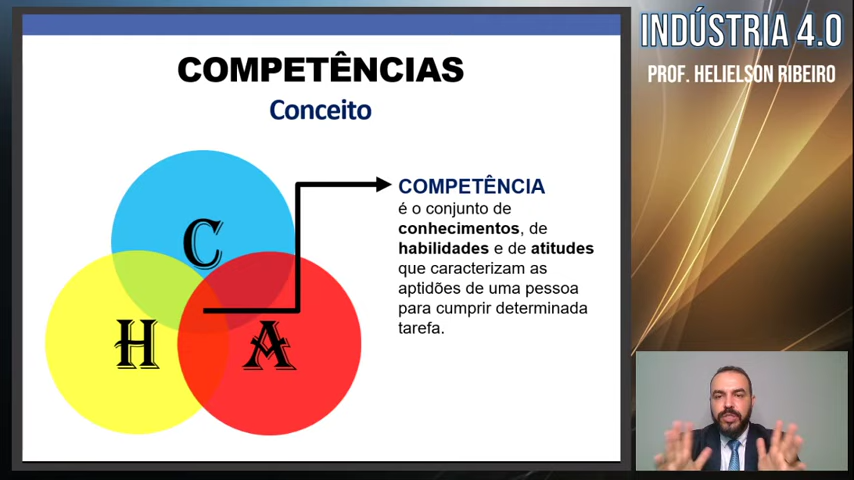 INDÚSTRIA 4.0
PROF. HELIELSON RIBEIRO
COMPETÊNCIAS
Conceito
C
H
A
COMPETÊNCIA
é o conjunto de
conhecimentos, de
habilidades e de atitudes
que caracterizam as
aptidões de uma pessoa
para cumprir determinada
tarefa.